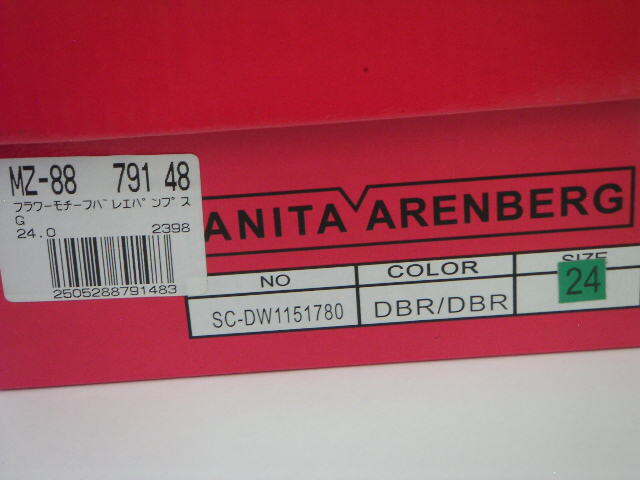 MZ-88 791 48
フラワーモチーフバレエパンプス
G
24.0 2398
2505288791483
ANITA ARENBERG
NO COLOR SIZE
SC-DW1151780 DBR/DBR 24